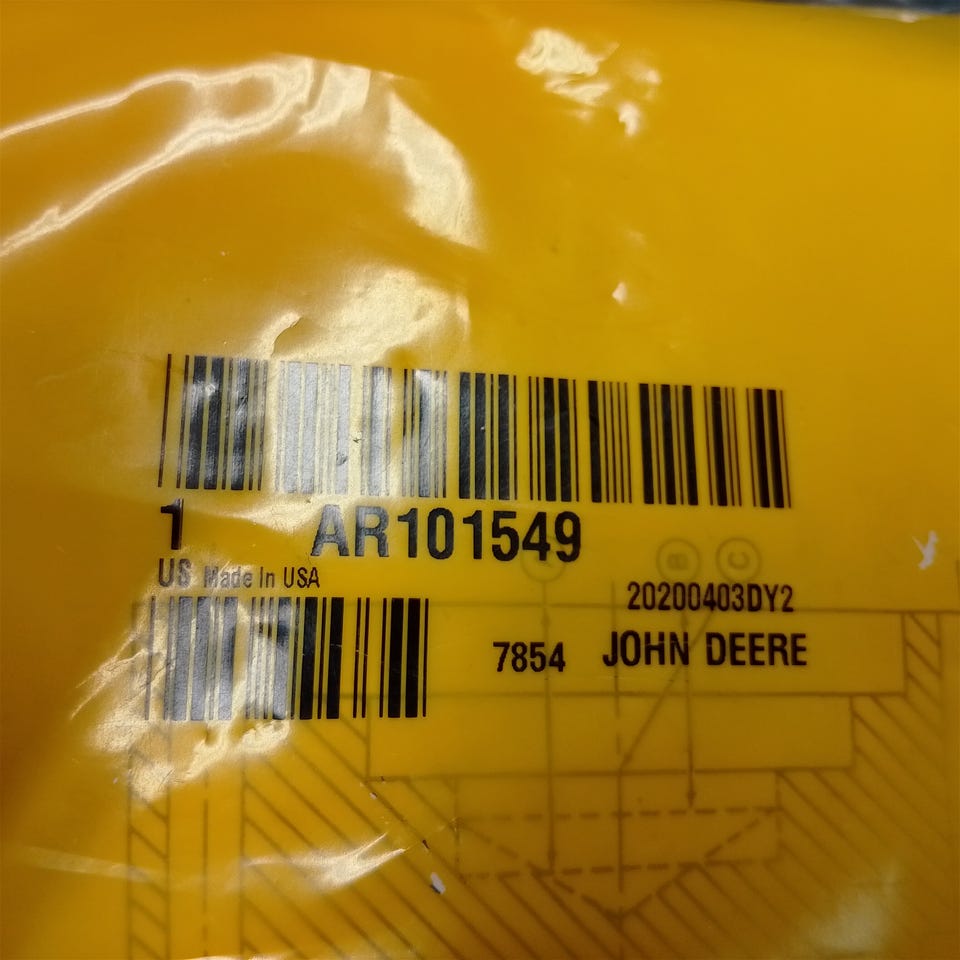 1 AR101549
US Made In USA
20200403DY2
7854 JOHN DEERE
A B C